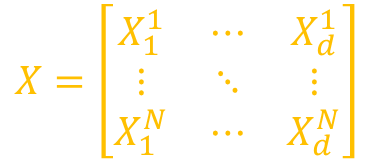 X = [ X_1^1 ⋯ X_d^1
⋮ ⋱ ⋮
X_1^N ⋯ X_d^N ]